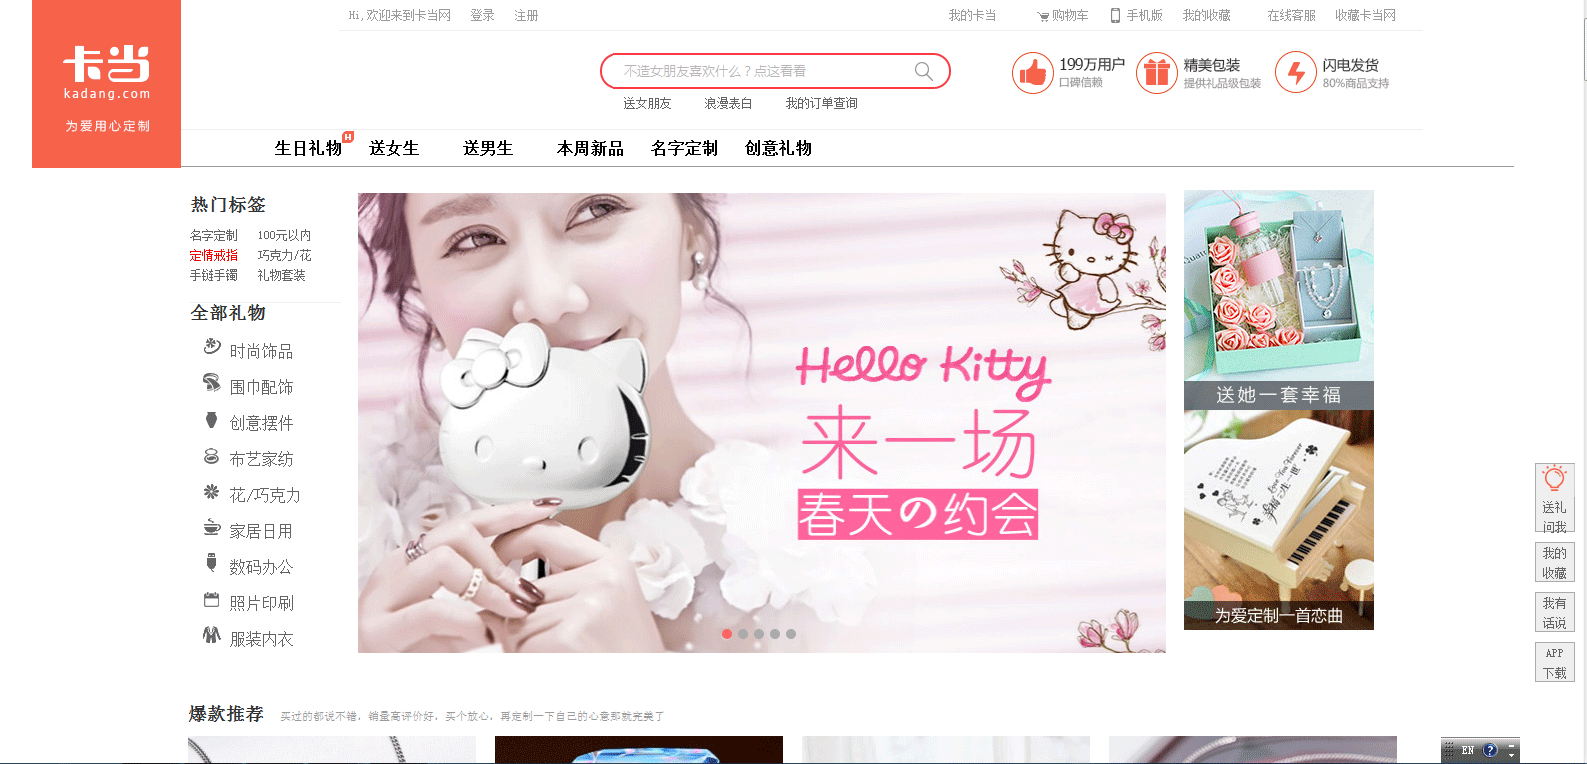 Hi,欢迎来到卡当网 登录 注册 我的卡当 购物车 手机版 我的收藏 在线客服 收藏卡当网
卡当
kadang.com
为爱用心定制
不造女朋友喜欢什么？点这看看
送女朋友 浪漫表白 我的订单查询
199万用户
口碑信赖
精美包装
提供礼品级包装
闪电发货
80%商品支持
生日礼物 H 送女生 送男生 本周新品 名字定制 创意礼物
热门标签
名字定制 100元以内
定情戒指 巧克力/花
手链手镯 礼物套装
全部礼物
时尚饰品
围巾配饰
创意摆件
布艺家纺
花/巧克力
家居日用
数码办公
照片印刷
服装内衣
Hello Kitty
来一场
春天の约会
送她一套幸福
为爱定制一首恋曲
送礼
问我
我的
收藏
我有
话说
APP
下载
爆款推荐 买过的都说不错，销量高评价好，买个放心，再定制一下自己的心意那就完美了
EN ?